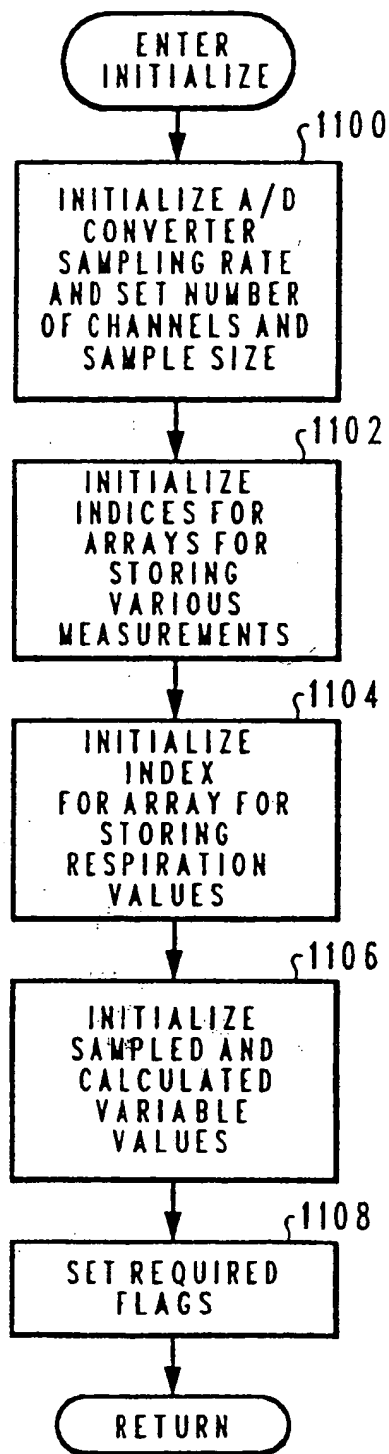 ENTER
INITIALIZE
1100
INITIALIZE A/D
CONVERTER
SAMPLING RATE
AND SET NUMBER
OF CHANNELS AND
SAMPLE SIZE
1102
INITIALIZE
INDICES FOR
ARRAYS FOR
STORING
VARIOUS
MEASUREMENTS
1104
INITIALIZE
INDEX
FOR ARRAY FOR
STORING
RESPIRATION
VALUES
1106
INITIALIZE
SAMPLED AND
CALCULATED
VARIABLE
VALUES
1108
SET REQUIRED
FLAGS
RETURN